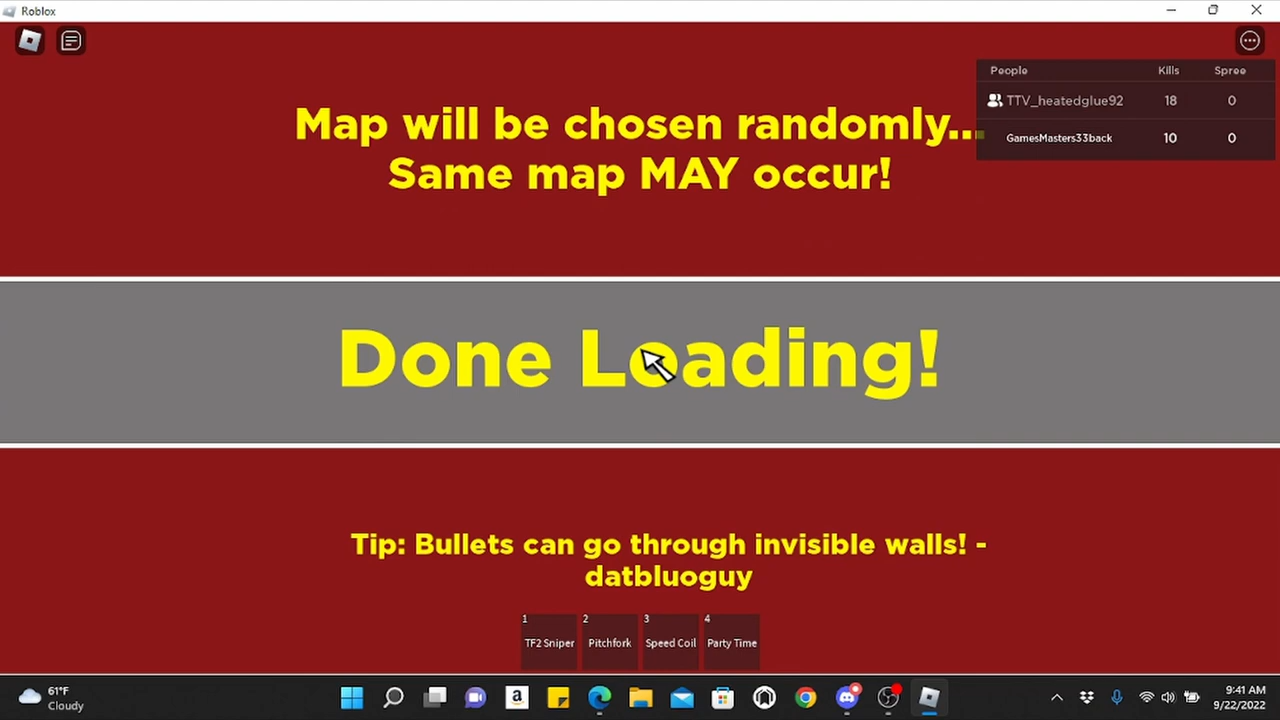 Roblox
People Kills Spree
TTV_heatedglue92 18 0
GamesMasters33back 10 0
Map will be chosen randomly...
Same map MAY occur!
Done Loading!
Tip: Bullets can go through invisible walls! -
datbluoguy
1 2 3 4
TF2 Sniper Pitchfork Speed Coil Party Time
61°F
Cloudy
9:41 AM
9/22/2022